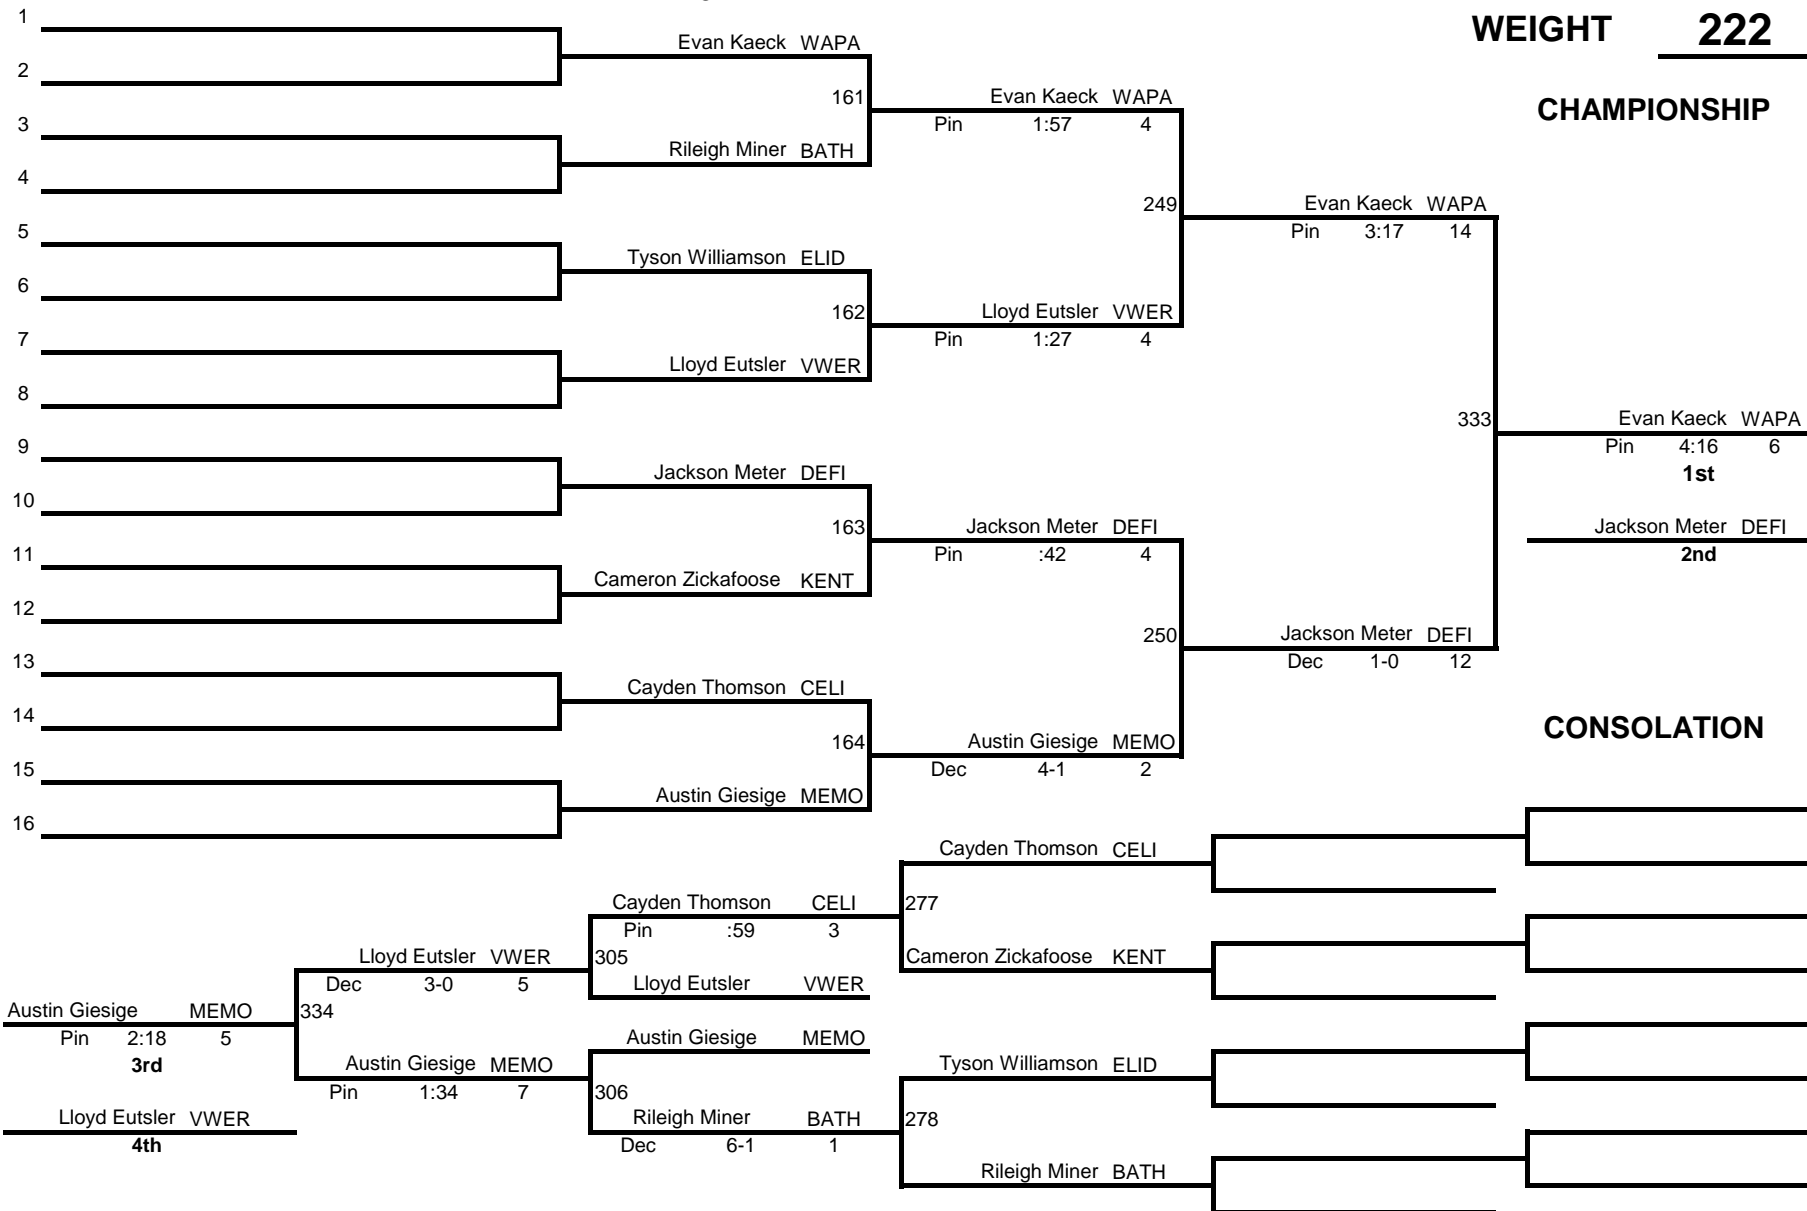 WEIGHT 222
CHAMPIONSHIP
1
2
3
4
5
6
7
8
9
10
11
12
13
14
15
16
Evan Kaeck WAPA
161
Rileigh Miner BATH
Tyson Williamson ELID
162
Lloyd Eutsler VWER
Jackson Meter DEFI
163
Cameron Zickafoose KENT
Cayden Thomson CELI
164
Austin Giesige MEMO
Evan Kaeck WAPA
Pin 1:57 4
249
Lloyd Eutsler VWER
Pin 1:27 4
Jackson Meter DEFI
Pin :42 4
250
Austin Giesige MEMO
Dec 4-1 2
Evan Kaeck WAPA
Pin 3:17 14
333
Jackson Meter DEFI
Dec 1-0 12
Evan Kaeck WAPA
Pin 4:16 6
1st
Jackson Meter DEFI
2nd
CONSOLATION
Cayden Thomson CELI
277
Cameron Zickafoose KENT
Tyson Williamson ELID
278
Rileigh Miner BATH
Cayden Thomson CELI
Pin :59 3
305
Lloyd Eutsler VWER
Austin Giesige MEMO
306
Rileigh Miner BATH
Dec 6-1 1
Lloyd Eutsler VWER
Dec 3-0 5
334
Austin Giesige MEMO
Pin 1:34 7
Austin Giesige MEMO
Pin 2:18 5
3rd
Lloyd Eutsler VWER
4th